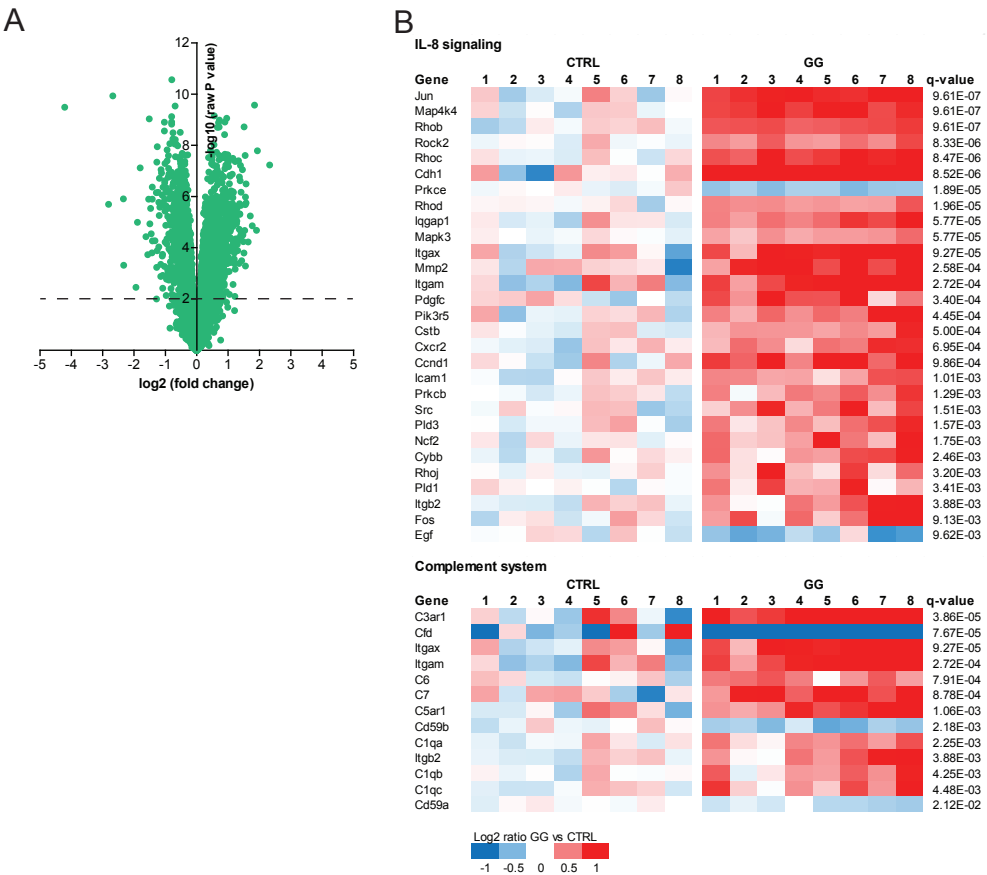 A
12
10
8
6
4
2
-log10 (raw P value)
-5 -4 -3 -2 -1 0 1 2 3 4 5
log2 (fold change)
B
IL-8 signaling
CTRL GG
Gene 1 2 3 4 5 6 7 8 1 2 3 4 5 6 7 8 q-value
Jun 9.61E-07
Map4k4 9.61E-07
Rhob 9.61E-07
Rock2 8.33E-06
Rhoc 8.47E-06
Cdh1 8.52E-06
Prkce 1.89E-05
Rhod 1.96E-05
Iqgap1 5.77E-05
Mapk3 5.77E-05
Itgax 9.27E-05
Mmp2 2.58E-04
Itgam 2.72E-04
Pdgfc 3.40E-04
Pik3r5 4.45E-04
Cstb 5.00E-04
Cxcr2 6.95E-04
Ccnd1 9.86E-04
Icam1 1.01E-03
Prkcb 1.29E-03
Src 1.51E-03
Pld3 1.57E-03
Ncf2 1.75E-03
Cybb 2.46E-03
Rhoj 3.20E-03
Pld1 3.41E-03
Itgb2 3.88E-03
Fos 9.13E-03
Egf 9.62E-03
Complement system
CTRL GG
Gene 1 2 3 4 5 6 7 8 1 2 3 4 5 6 7 8 q-value
C3ar1 3.86E-05
Cfd 7.67E-05
Itgax 9.27E-05
Itgam 2.72E-04
C6 7.91E-04
C7 8.78E-04
C5ar1 1.06E-03
Cd59b 2.18E-03
C1qa 2.25E-03
Itgb2 3.88E-03
C1qb 4.25E-03
C1qc 4.48E-03
Cd59a 2.12E-02
Log2 ratio GG vs CTRL
-1 -0.5 0 0.5 1